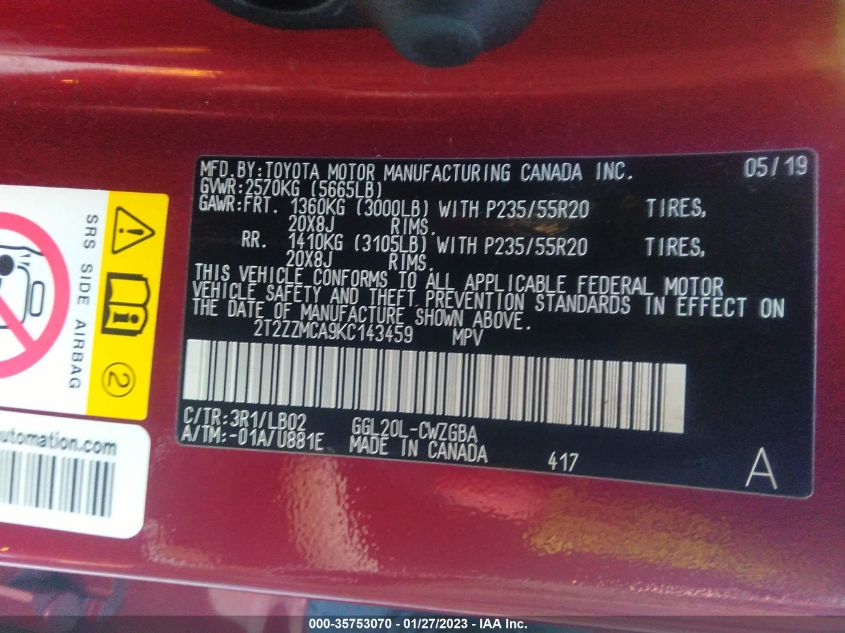 MFD.BY:TOYOTA MOTOR MANUFACTURING CANADA INC. 05/19
GVWR:2570KG (5665LB)
GAWR:FRT. 1360KG (3000LB) WITH P235/55R20 TIRES,
20X8J RIMS.
RR. 1410KG (3105LB) WITH P235/55R20 TIRES,
20X8J RIMS.
THIS VEHICLE CONFORMS TO ALL APPLICABLE FEDERAL MOTOR
VEHICLE SAFETY AND THEFT PREVENTION STANDARDS IN EFFECT ON
THE DATE OF MANUFACTURE SHOWN ABOVE.
2T2ZZMCA9KC143459 MPV
C/TR:3R1/LB02 GGL20L-CWZGBA
A/TM:-01A/U881E MADE IN CANADA 417 A
SRS SIDE AIRBAG
2
utomation.com
000-35753070 - 01/27/2023 - IAA Inc.